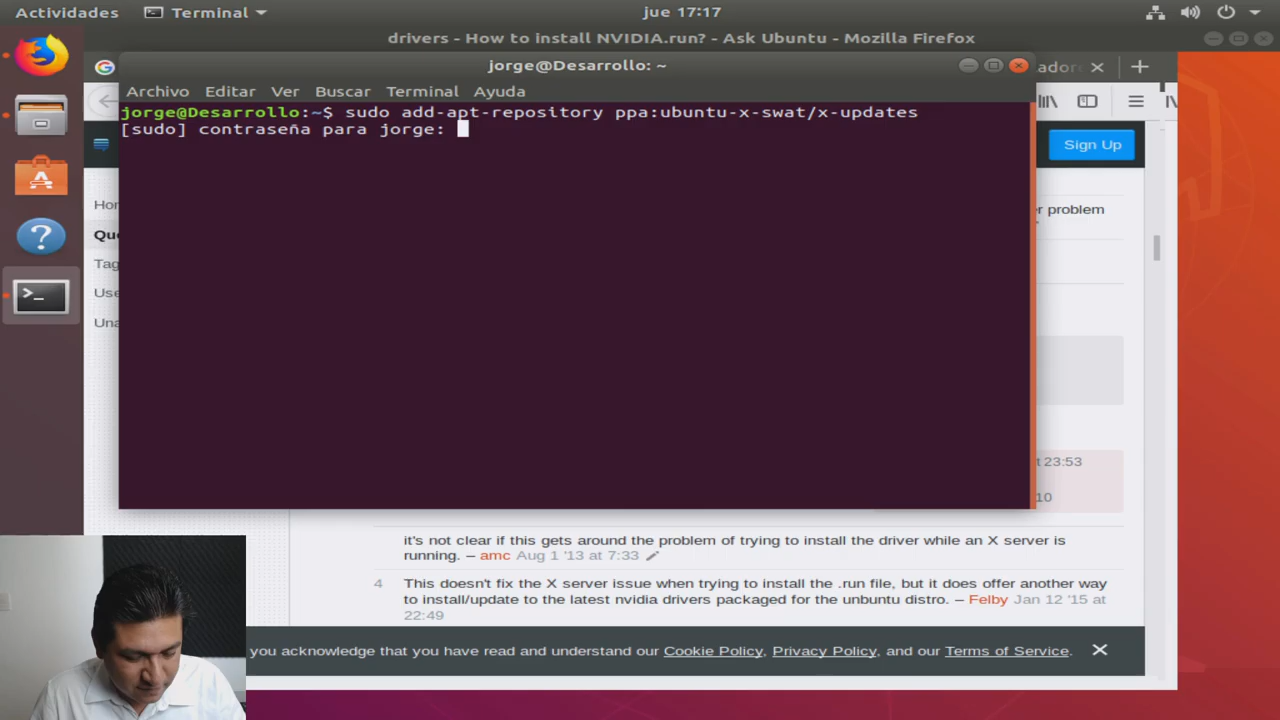 Actividades
Terminal
jue 17:17
drivers - How to install NVIDIA.run? - Ask Ubuntu - Mozilla Firefox
jorge@Desarrollo: ~
Archivo Editar Ver Buscar Terminal Ayuda
jorge@Desarrollo:~$ sudo add-apt-repository ppa:ubuntu-x-swat/x-updates
[sudo] contraseña para jorge:
Sign Up
Tag
problem
at 23:53
10
it's not clear if this gets around the problem of trying to install the driver while an X server is
running. – amc Aug 1 '13 at 7:33
4 This doesn't fix the X server issue when trying to install the .run file, but it does offer another way
to install/update to the latest nvidia drivers packaged for the unbuntu distro. – Felby Jan 12 '15 at
22:49
you acknowledge that you have read and understand our Cookie Policy, Privacy Policy, and our Terms of Service.